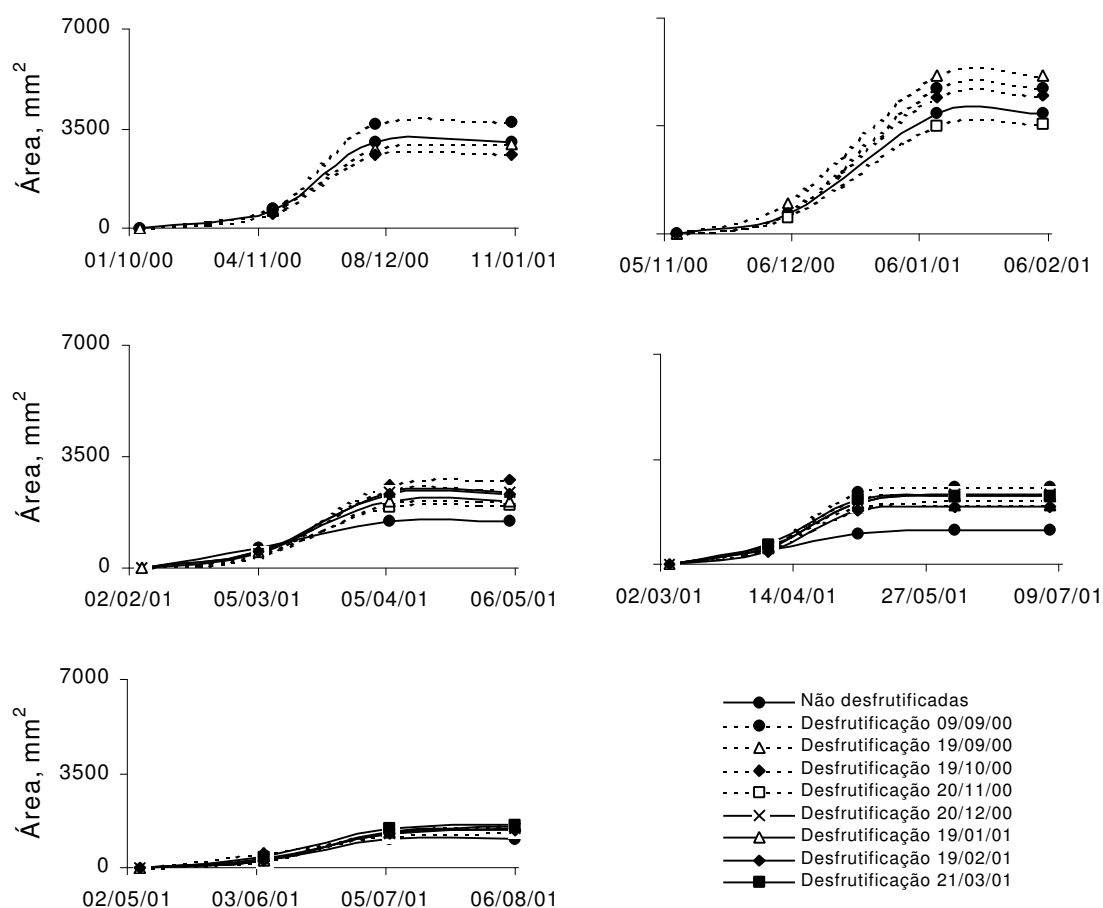 7000
3500
0
Área, mm²
01/10/00 04/11/00 08/12/00 11/01/01
05/11/00 06/12/00 06/01/01 06/02/01
7000
3500
0
Área, mm²
02/02/01 05/03/01 05/04/01 06/05/01
02/03/01 14/04/01 27/05/01 09/07/01
7000
3500
0
Área, mm²
02/05/01 03/06/01 05/07/01 06/08/01
Não desfrutificadas
Desfrutificação 09/09/00
Desfrutificação 19/09/00
Desfrutificação 19/10/00
Desfrutificação 20/11/00
Desfrutificação 20/12/00
Desfrutificação 19/01/01
Desfrutificação 19/02/01
Desfrutificação 21/03/01